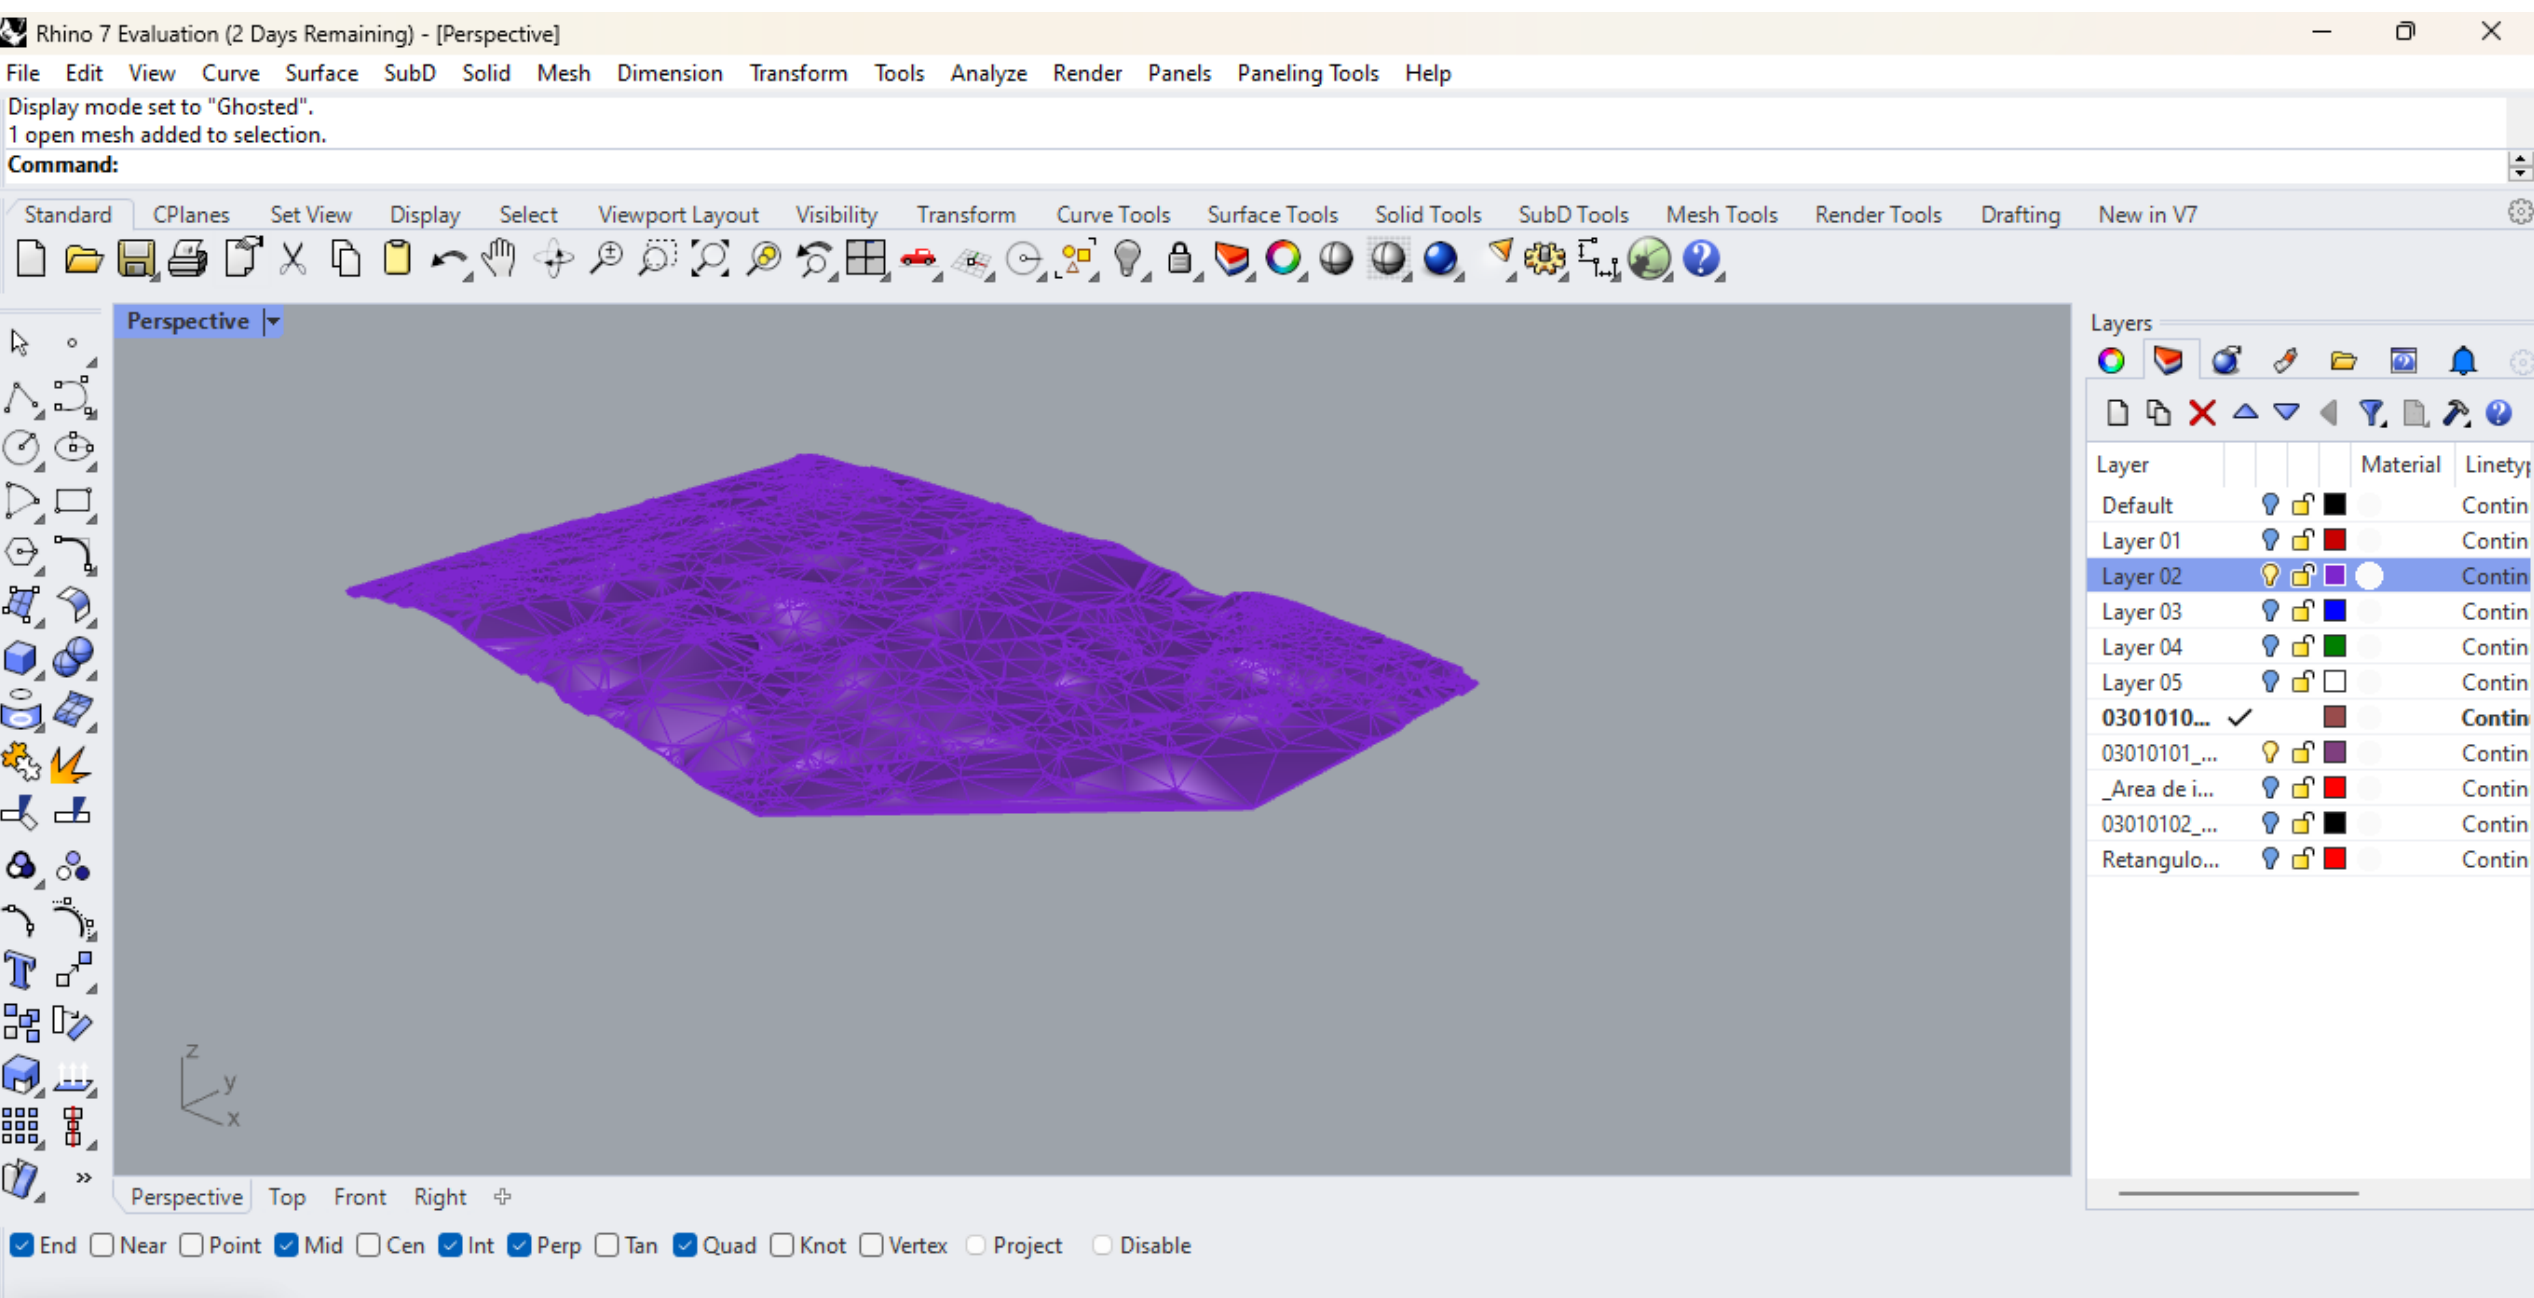 Rhino 7 Evaluation (2 Days Remaining) - [Perspective]
File Edit View Curve Surface SubD Solid Mesh Dimension Transform Tools Analyze Render Panels Paneling Tools Help
Display mode set to "Ghosted".
1 open mesh added to selection.
Command:
Standard CPlanes Set View Display Select Viewport Layout Visibility Transform Curve Tools Surface Tools Solid Tools SubD Tools Mesh Tools Render Tools Drafting New in V7
Perspective
Layers
Layer Material Linety
Default Contin
Layer 01 Contin
Layer 02 Contin
Layer 03 Contin
Layer 04 Contin
Layer 05 Contin
0301010... Contin
03010101_... Contin
_Area de i... Contin
03010102_... Contin
Retangulo... Contin
z
y
x
Perspective Top Front Right
End Near Point Mid Cen Int Perp Tan Quad Knot Vertex Project Disable